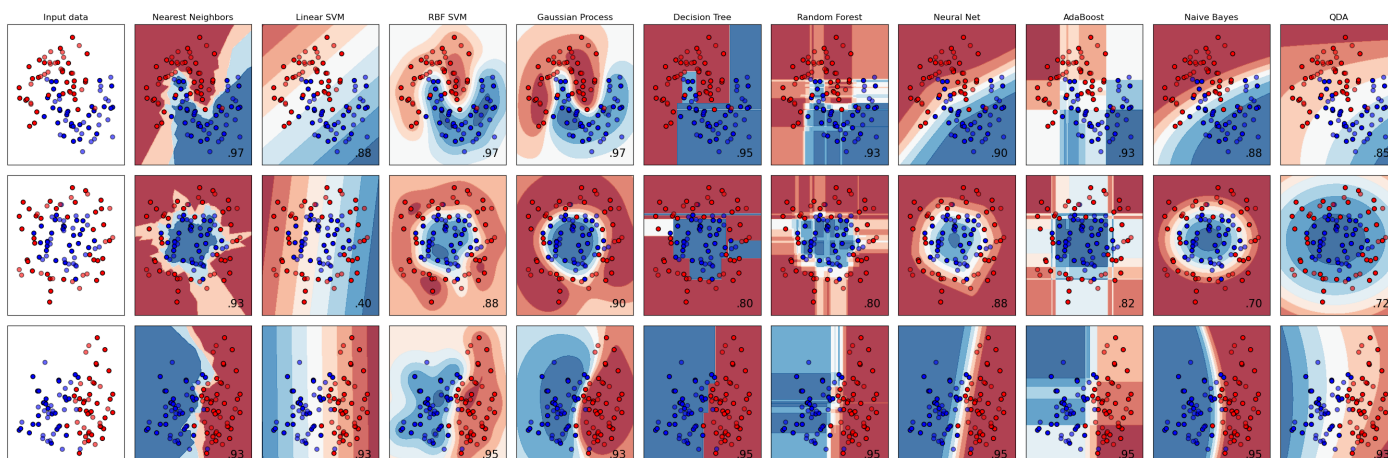 Input data
Nearest Neighbors
Linear SVM
RBF SVM
Gaussian Process
Decision Tree
Random Forest
Neural Net
AdaBoost
Naive Bayes
QDA
.97
.88
.97
.97
.95
.93
.90
.93
.88
.85
.93
.40
.88
.90
.80
.80
.88
.82
.70
.72
.93
.93
.95
.93
.95
.95
.95
.95
.95
.93